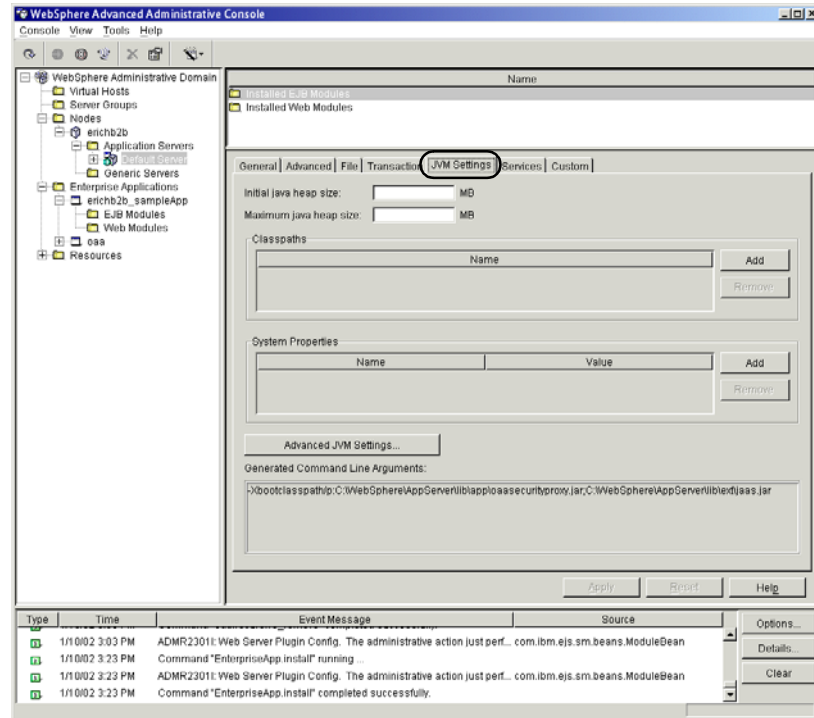 WebSphere Advanced Administrative Console
Console View Tools Help
WebSphere Administrative Domain
Virtual Hosts
Server Groups
Nodes
erichb2b
Application Servers
Default Server
Generic Servers
Enterprise Applications
erichb2b_sampleApp
EJB Modules
Web Modules
oaa
Resources
Name
Installed EJB Modules
Installed Web Modules
General Advanced File Transaction JVM Settings Services Custom
Initial java heap size: MB
Maximum java heap size: MB
Classpaths
Name
Add
Remove
System Properties
Name Value
Add
Remove
Advanced JVM Settings...
Generated Command Line Arguments:
-Xbootclasspath/p:C:\WebSphere\AppServer\lib\app\oaasecurityproxy.jar;C:\WebSphere\AppServer\lib\ext\jaas.jar
Apply Reset Help
Type Time Event Message Source
1/10/02 3:03 PM ADMR2301I: Web Server Plugin Config. The administrative action just perf... com.ibm.ejs.sm.beans.ModuleBean
1/10/02 3:23 PM Command "EnterpriseApp.install" running ...
1/10/02 3:23 PM ADMR2301I: Web Server Plugin Config. The administrative action just perf... com.ibm.ejs.sm.beans.ModuleBean
1/10/02 3:23 PM Command "EnterpriseApp.install" completed successfully.
Options...
Details...
Clear